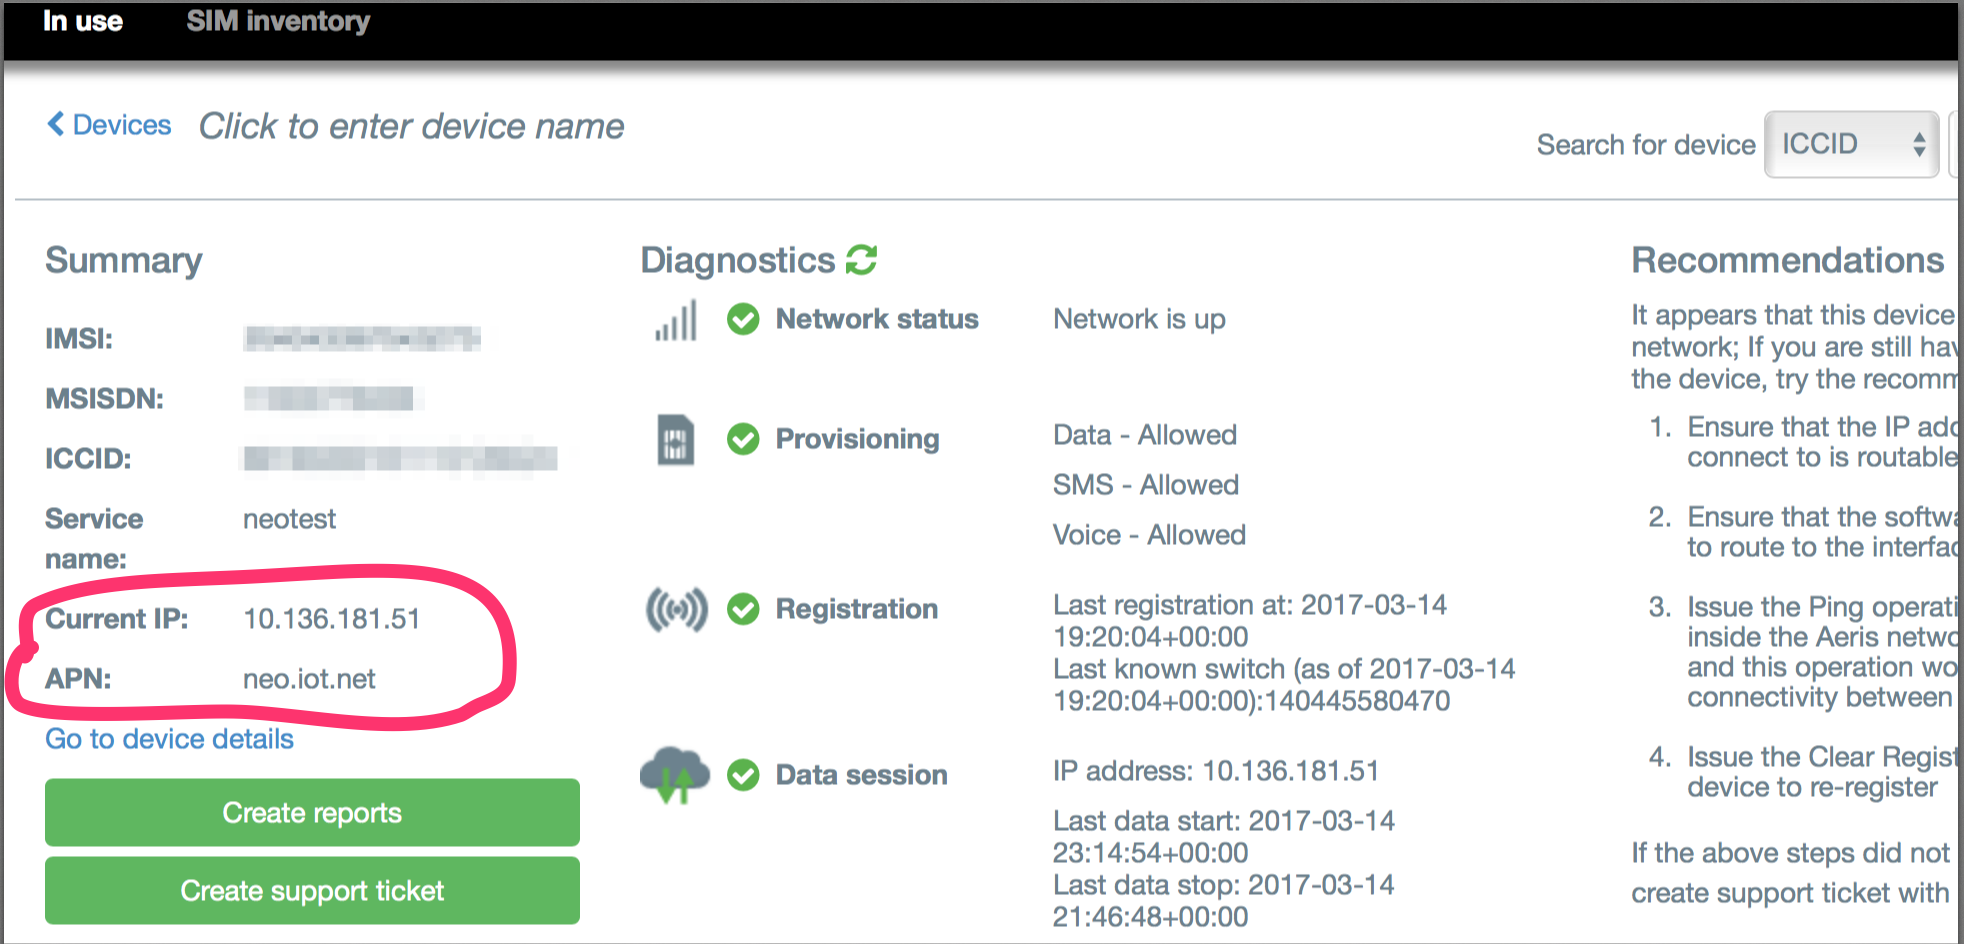 In use SIM inventory
Devices Click to enter device name
Search for device ICCID
Summary
IMSI:
MSISDN:
ICCID:
Service name: neotest
Current IP: 10.136.181.51
APN: neo.iot.net
Go to device details
Create reports
Create support ticket
Diagnostics
Network status Network is up
Provisioning Data - Allowed
SMS - Allowed
Voice - Allowed
Registration Last registration at: 2017-03-14
19:20:04+00:00
Last known switch (as of 2017-03-14
19:20:04+00:00):140445580470
Data session IP address: 10.136.181.51
Last data start: 2017-03-14
23:14:54+00:00
Last data stop: 2017-03-14
21:46:48+00:00
Recommendations
It appears that this device
network; If you are still hav
the device, try the recomm
1. Ensure that the IP add
connect to is routable
2. Ensure that the softwa
to route to the interfac
3. Issue the Ping operati
inside the Aeris netwo
and this operation wo
connectivity between
4. Issue the Clear Regist
device to re-register
If the above steps did not
create support ticket with